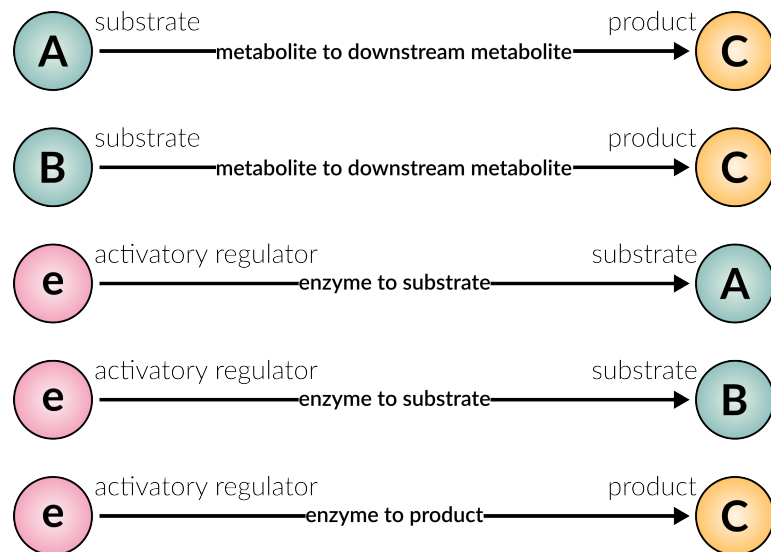 substrate product
A metabolite to downstream metabolite C
substrate product
B metabolite to downstream metabolite C
activatory regulator substrate
e enzyme to substrate A
activatory regulator substrate
e enzyme to substrate B
activatory regulator product
e enzyme to product C